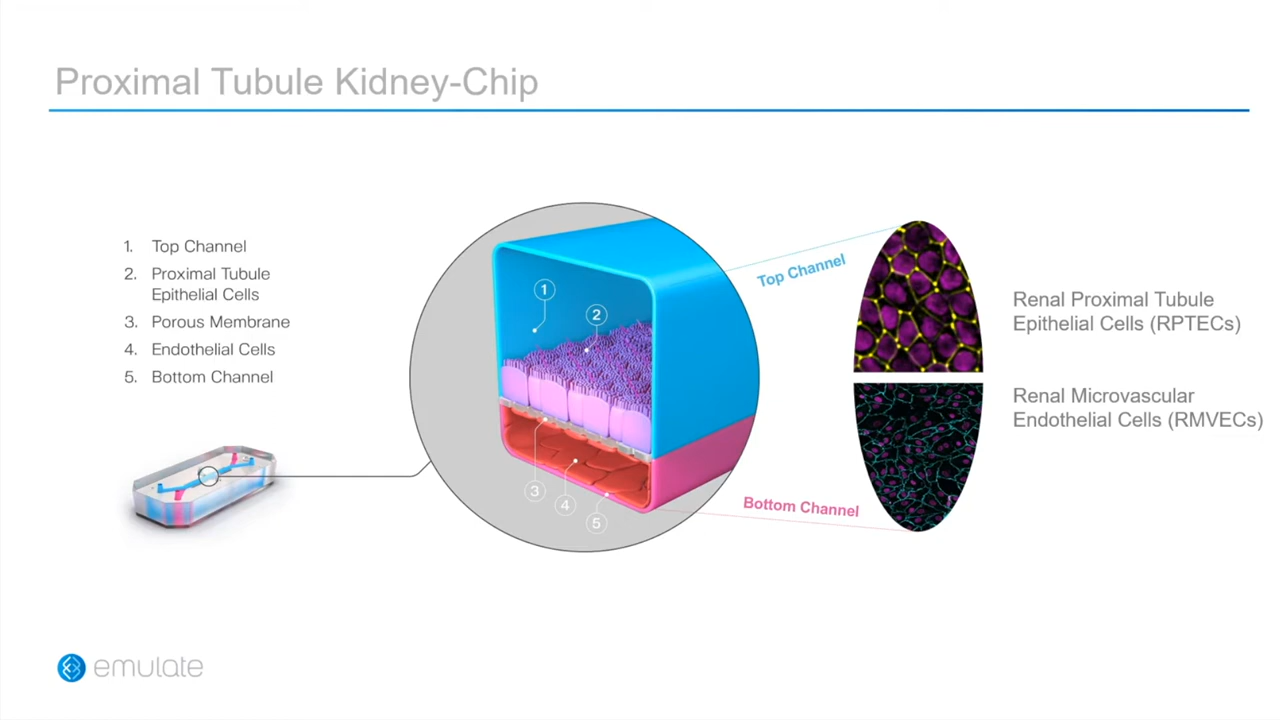 Proximal Tubule Kidney-Chip
1. Top Channel
2. Proximal Tubule
Epithelial Cells
3. Porous Membrane
4. Endothelial Cells
5. Bottom Channel
1
2
3
4
5
Top Channel
Bottom Channel
Renal Proximal Tubule
Epithelial Cells (RPTECs)
Renal Microvascular
Endothelial Cells (RMVECs)
emulate